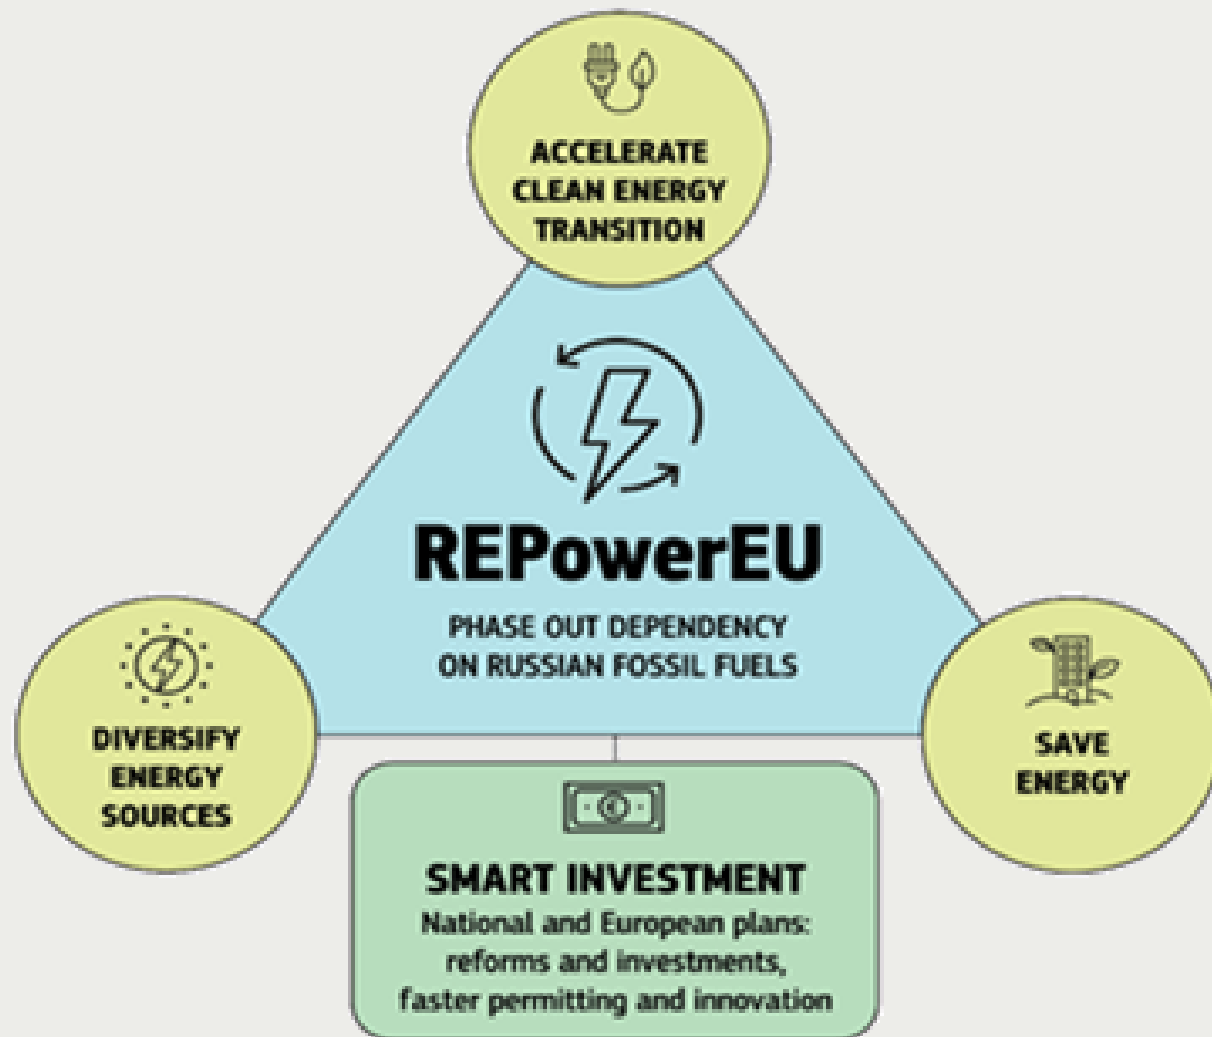 ACCELERATE
CLEAN ENERGY
TRANSITION
REPowerEU
PHASE OUT DEPENDENCY
ON RUSSIAN FOSSIL FUELS
DIVERSIFY
ENERGY
SOURCES
SAVE
ENERGY
€
SMART INVESTMENT
National and European plans:
reforms and investments,
faster permitting and innovation